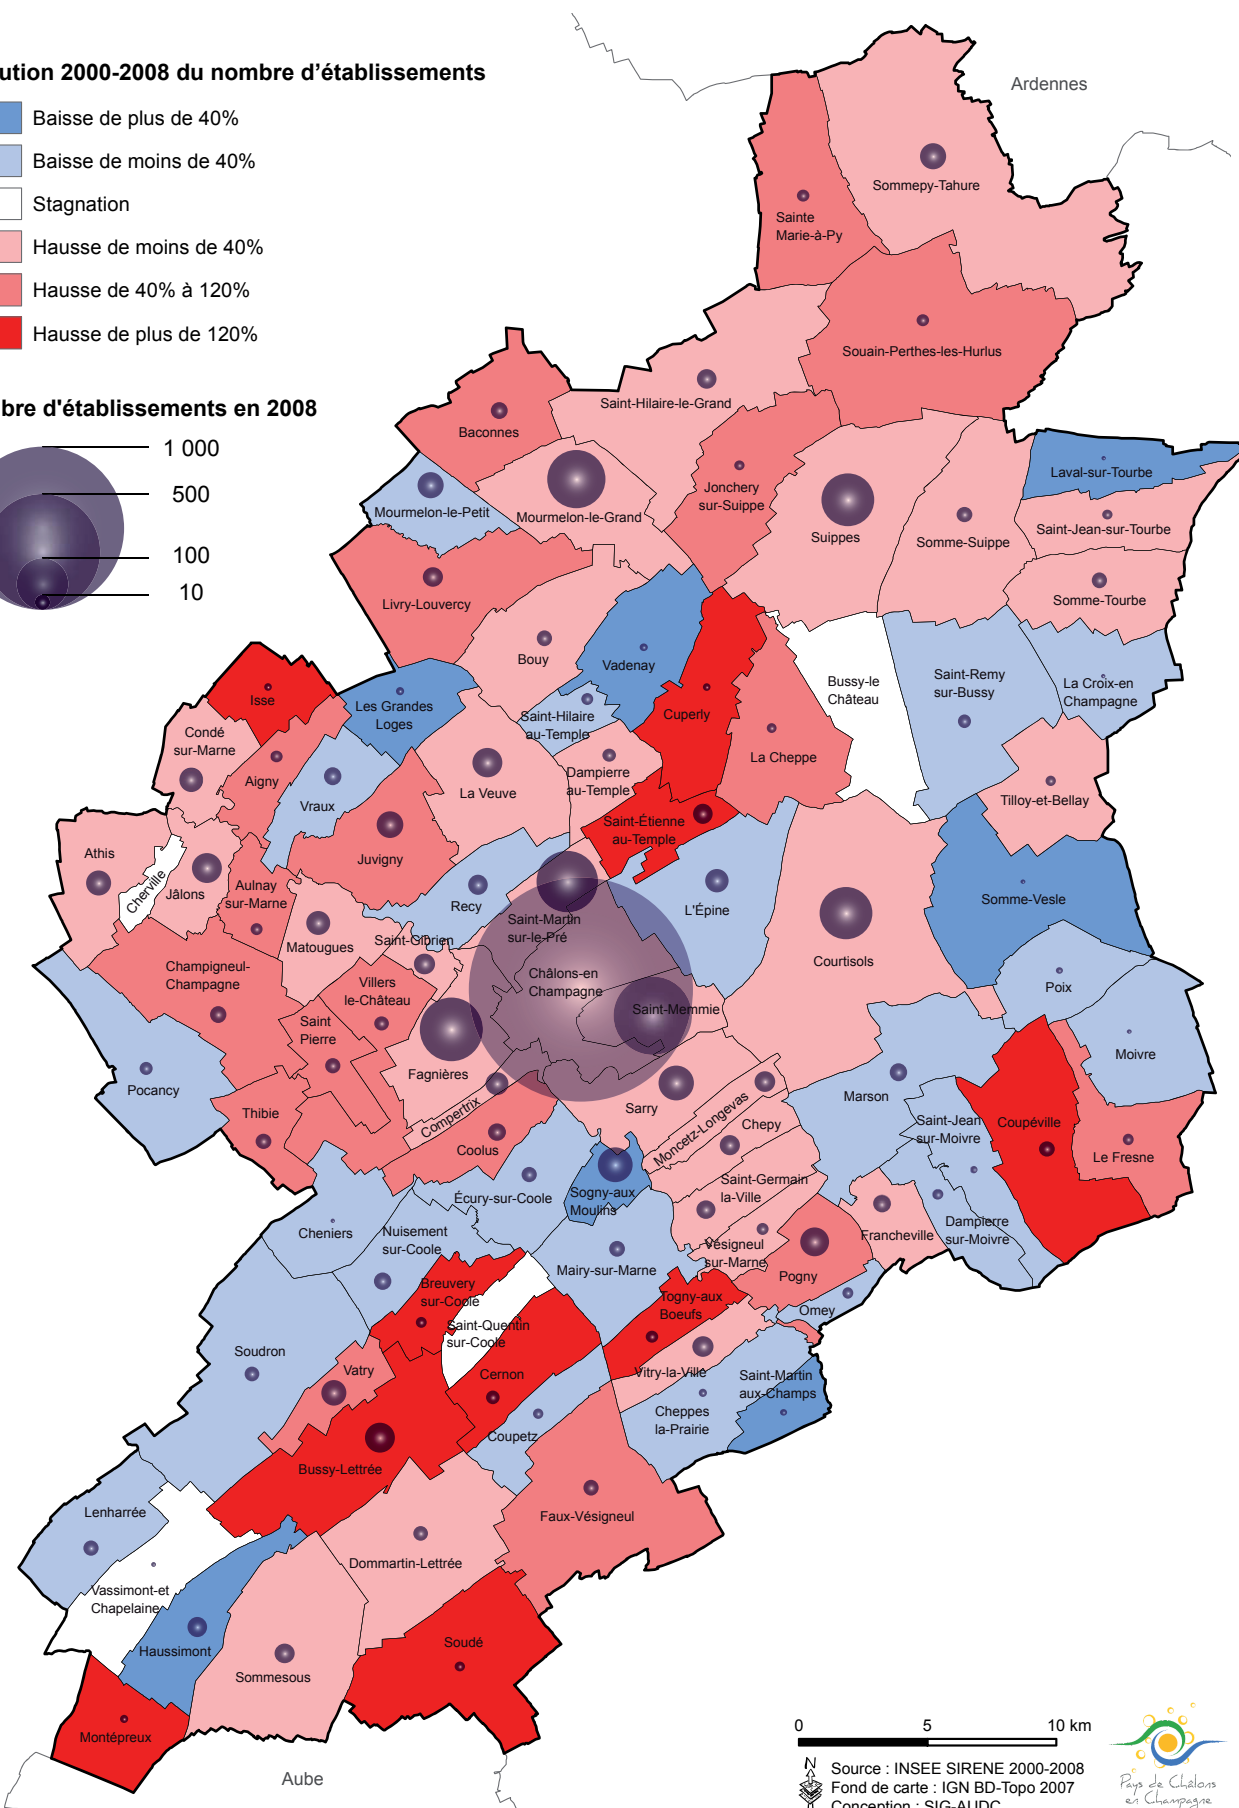 ution 2000-2008 du nombre d'établissements
Baisse de plus de 40%
Baisse de moins de 40%
Stagnation
Hausse de moins de 40%
Hausse de 40% à 120%
Hausse de plus de 120%
bre d'établissements en 2008
1 000
500
100
10
Ardennes
Sommepy-Tahure
Sainte
Marie-à-Py
Souain-Perthes-les-Hurlus
Saint-Hilaire-le-Grand
Baconnes
Laval-sur-Tourbe
Jonchery
sur-Suippe
Mourmelon-le-Petit
Mourmelon-le-Grand
Suippes
Somme-Suippe
Saint-Jean-sur-Tourbe
Livry-Louvercy
Somme-Tourbe
Bouy
Vadenay
Bussy-le
Château
Saint-Remy
sur-Bussy
La Croix-en
Champagne
Isse
Les Grandes
Loges
Saint-Hilaire
au-Temple
Cuperly
Condé
sur-Marne
La Cheppe
Aigny
Vraux
La Veuve
Dampierre
au-Temple
Tilloy-et-Bellay
Saint-Étienne
au-Temple
Athis
Cherville
Jâlons
Aulnay
sur-Marne
Juvigny
Recy
L'Épine
Somme-Vesle
Saint-Martin
sur-le-Pré
Matougues
Saint-Gibrien
Courtisols
Champigneul-
Champagne
Villers
le-Château
Châlons-en
Champagne
Poix
Saint-Memmie
Saint
Pierre
Moivre
Fagnières
Pocancy
Marson
Thibie
Compertrix
Sarry
Moncetz-Longevas
Chepy
Saint-Jean
sur-Moivre
Coupéville
Le Fresne
Coolus
Saint-Germain
la-Ville
Écury-sur-Coole
Sogny-aux
Moulins
Cheniers
Nuisement
sur-Coole
Vésigneul
sur-Marne
Francheville
Dampierre
sur-Moivre
Mairy-sur-Marne
Pogny
Breuvery
sur-Coole
Togny-aux
Boeufs
Omey
Saint-Quentin
sur-Coole
Soudron
Vatry
Cernon
Vitry-la-Ville
Saint-Martin
aux-Champs
Cheppes
la-Prairie
Coupetz
Bussy-Lettrée
Lenharrée
Faux-Vésigneul
Dommartin-Lettrée
Vassimont-et
Chapelaine
Haussimont
Sommesous
Soudé
Montépreux
Aube
0 5 10 km
N
Source : INSEE SIRENE 2000-2008
Fond de carte : IGN BD-Topo 2007
Conception : SIG-AUDC
Pays de Châlons
en Champagne